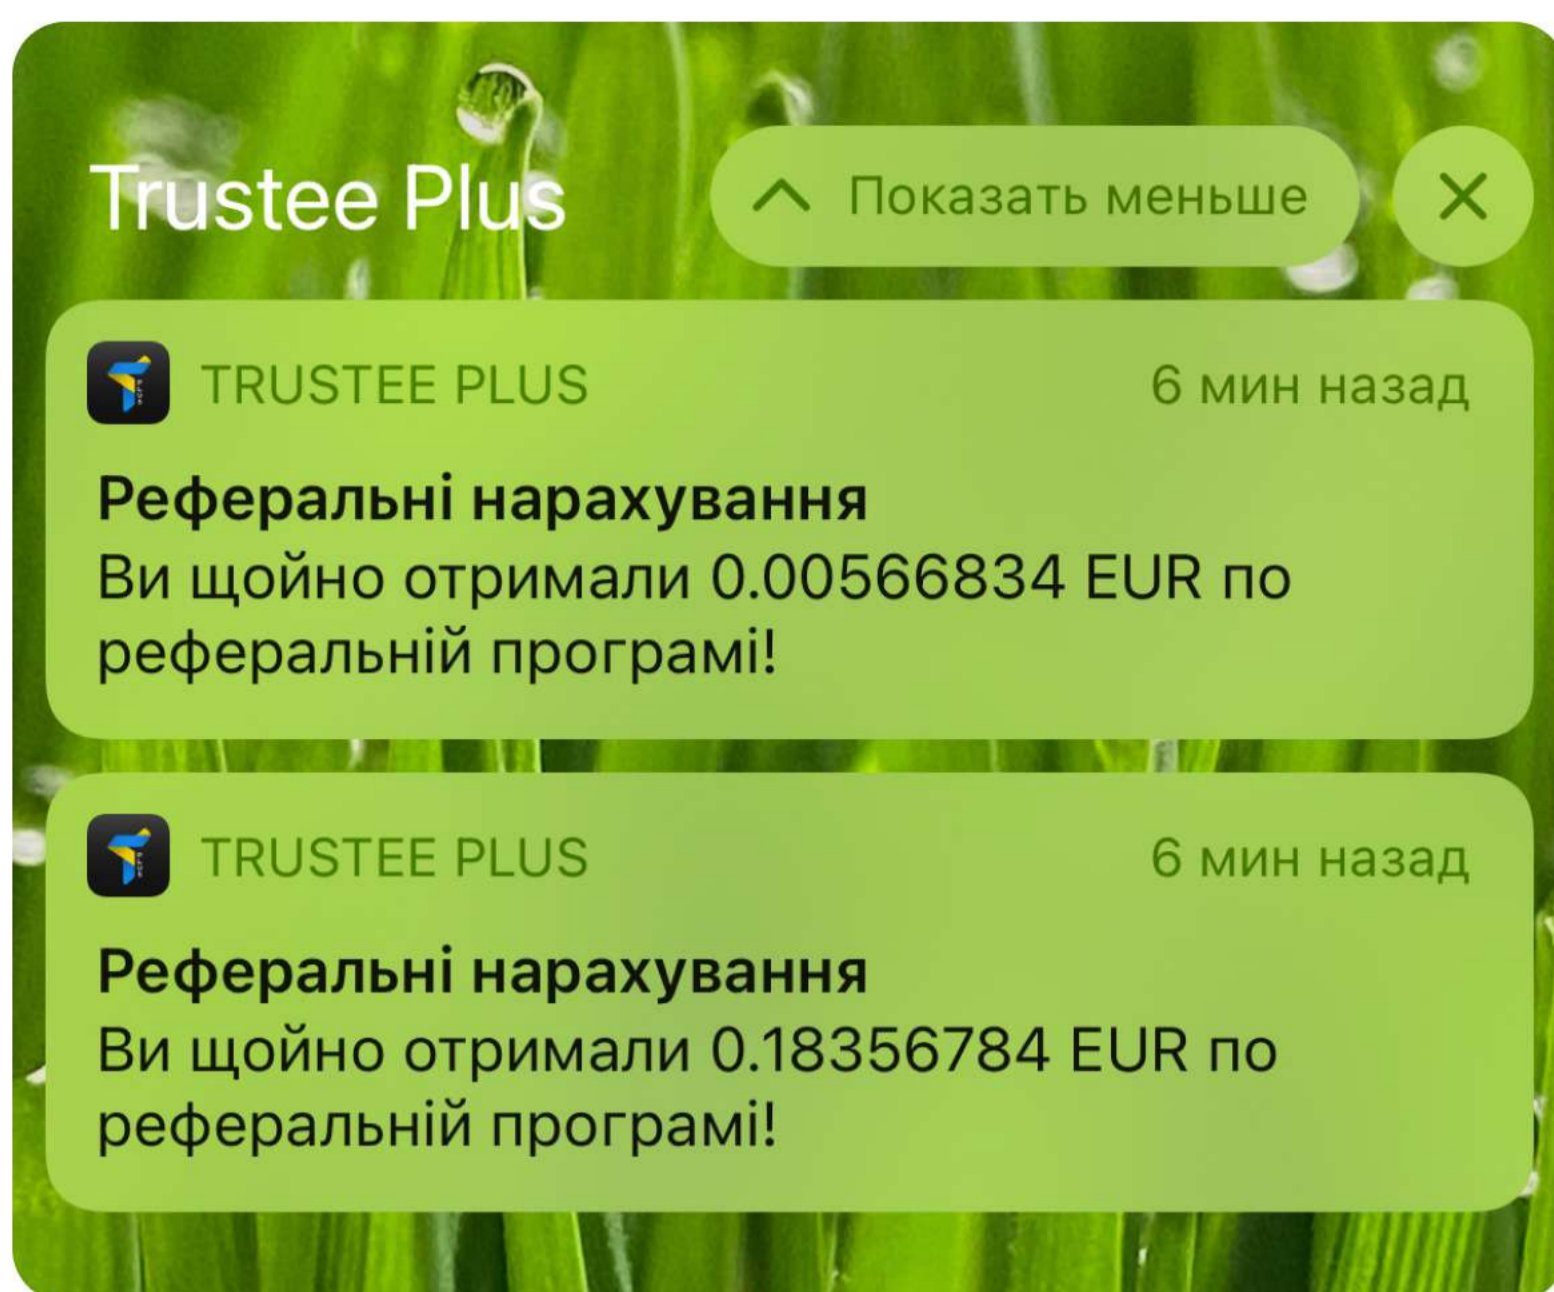 Trustee Plus
Показать меньше
TRUSTEE PLUS
6 мин назад
Реферальні нарахування
Ви щойно отримали 0.00566834 EUR по
реферальній програмі!
TRUSTEE PLUS
6 мин назад
Реферальні нарахування
Ви щойно отримали 0.18356784 EUR по
реферальній програмі!